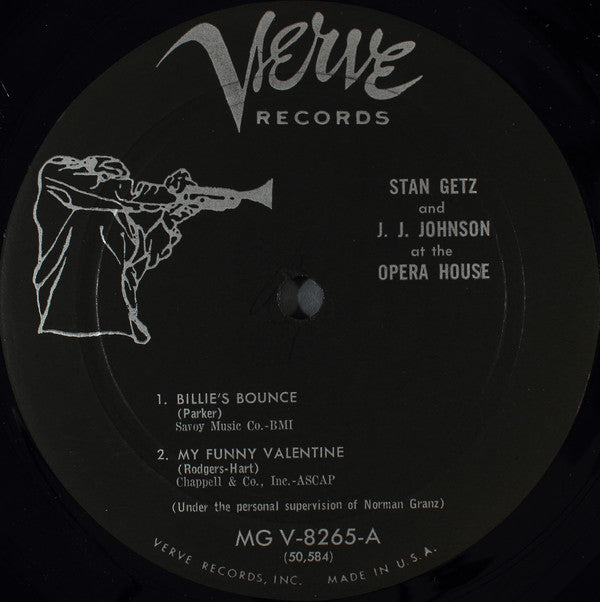 Verve
RECORDS
STAN GETZ
and
J. J. JOHNSON
at the
OPERA HOUSE
1. BILLIE'S BOUNCE
(Parker)
Savoy Music Co.-BMI
2. MY FUNNY VALENTINE
(Rodgers-Hart)
Chappell & Co., Inc.-ASCAP
(Under the personal supervision of Norman Granz)
MG V-8265-A
(50,584)
VERVE RECORDS, INC. MADE IN U.S.A.